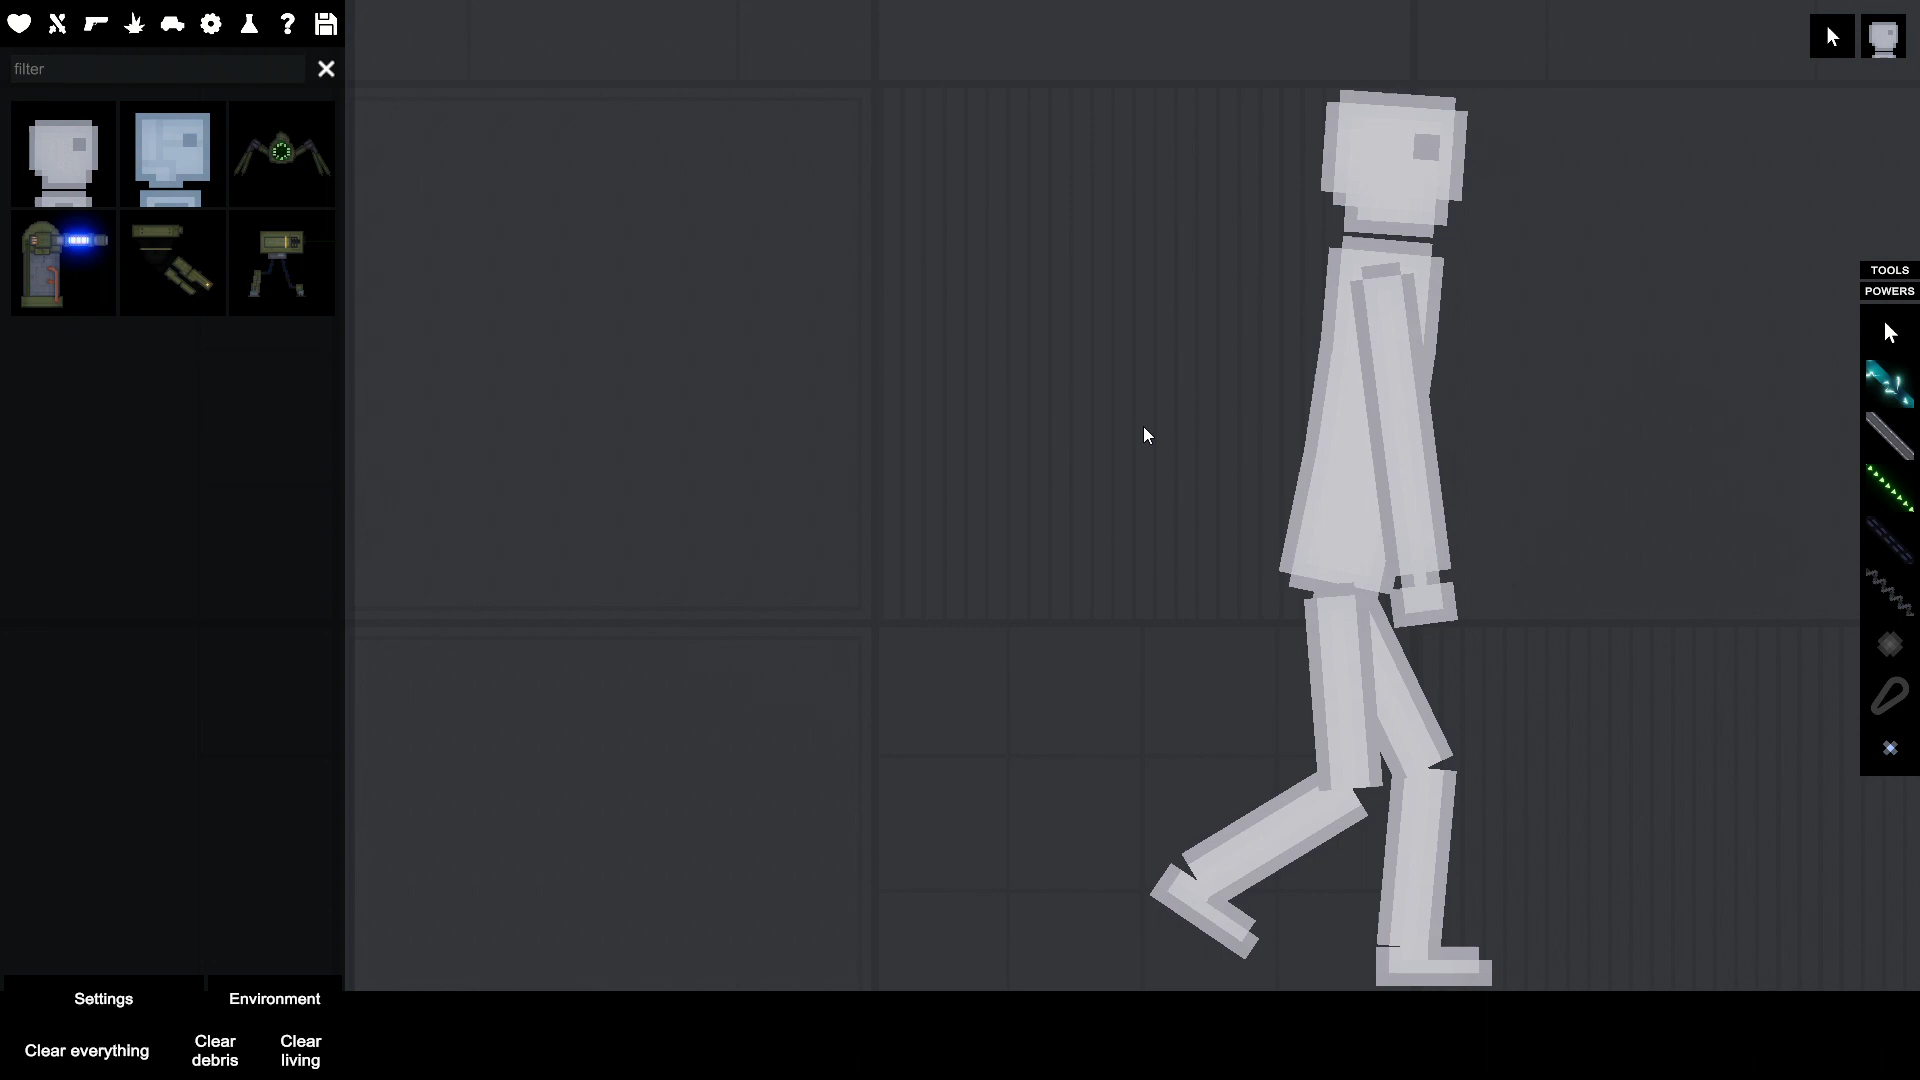 filter
TOOLS
POWERS
Settings
Environment
Clear everything
Clear
debris
Clear
living